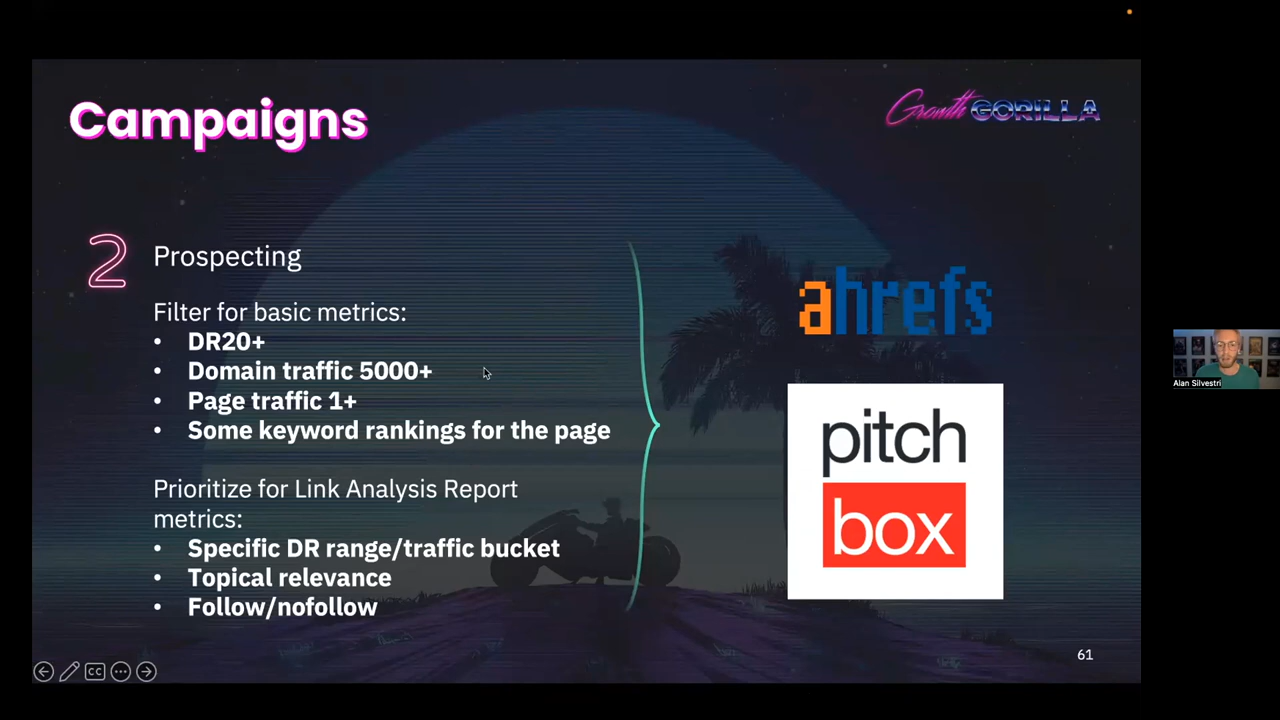 Campaigns
Growth GORILLA
2
Prospecting
Filter for basic metrics:
• DR20+
• Domain traffic 5000+
• Page traffic 1+
• Some keyword rankings for the page
Prioritize for Link Analysis Report
metrics:
• Specific DR range/traffic bucket
• Topical relevance
• Follow/nofollow
ahrefs
pitch
box
Alan Silvestri
61
CC